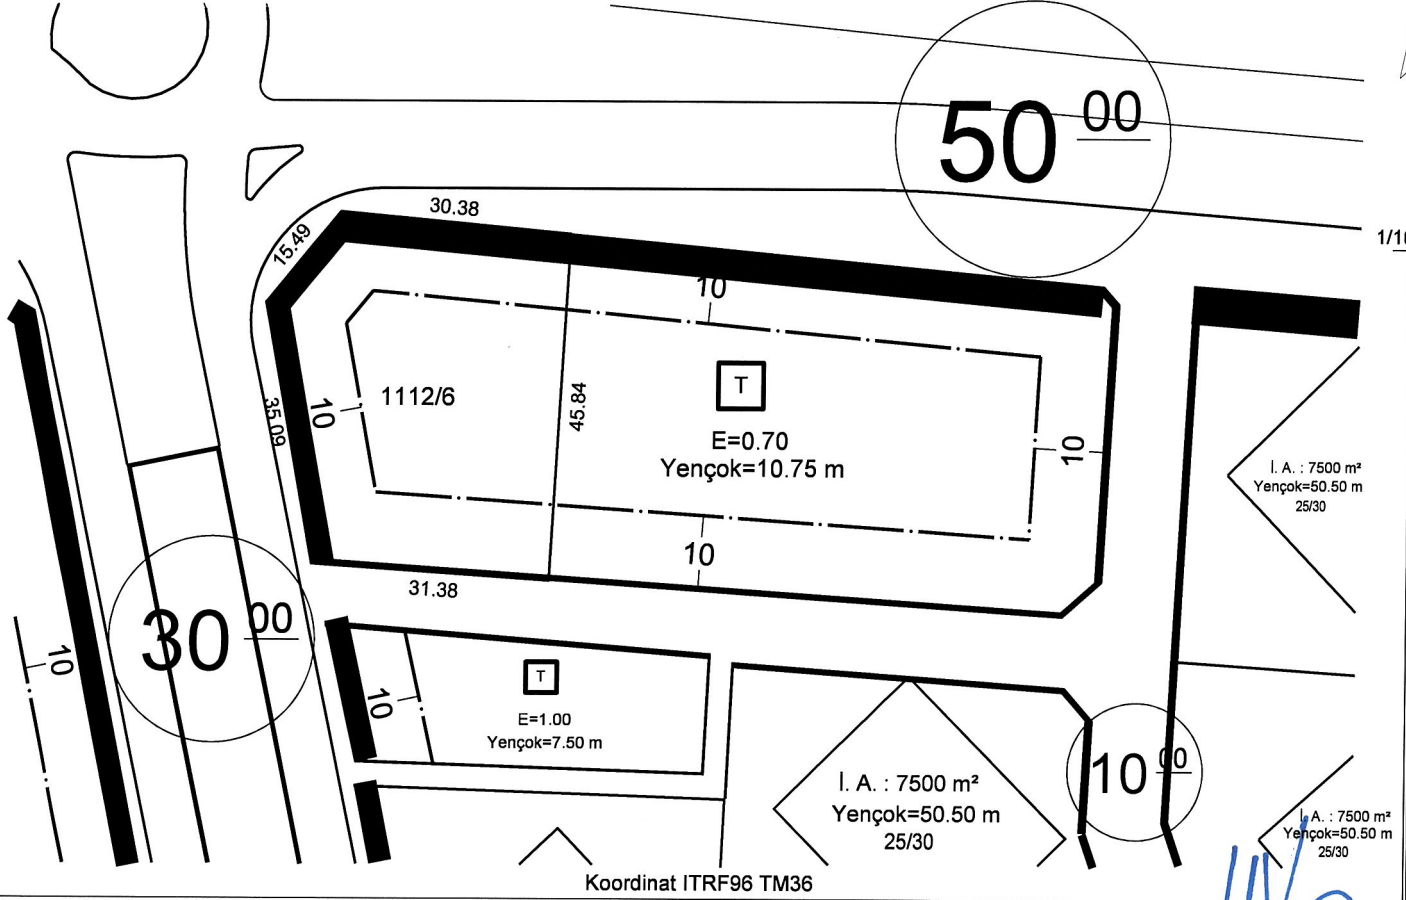 50 00
1/10
30.38
15.49
10
1112/6
10
35.09
45.84
T
E=0.70
Yençok=10.75 m
10
İ. A. : 7500 m²
Yençok=50.50 m
25/30
10
31.38
30 00
10
10
T
E=1.00
Yençok=7.50 m
İ. A. : 7500 m²
Yençok=50.50 m
25/30
10 00
İ. A. : 7500 m²
Yençok=50.50 m
25/30
Koordinat ITRF96 TM36